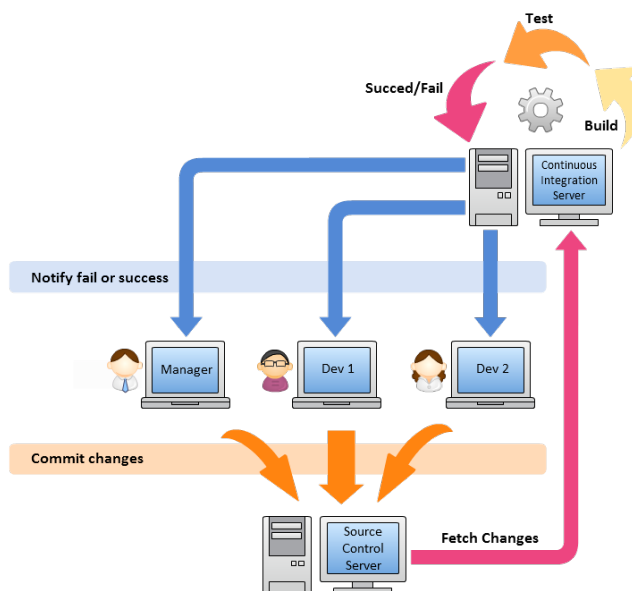 Test
Succed/Fail
Build
Continuous
Integration
Server
Notify fail or success
Manager
Dev 1
Dev 2
Commit changes
Source
Control
Server
Fetch Changes